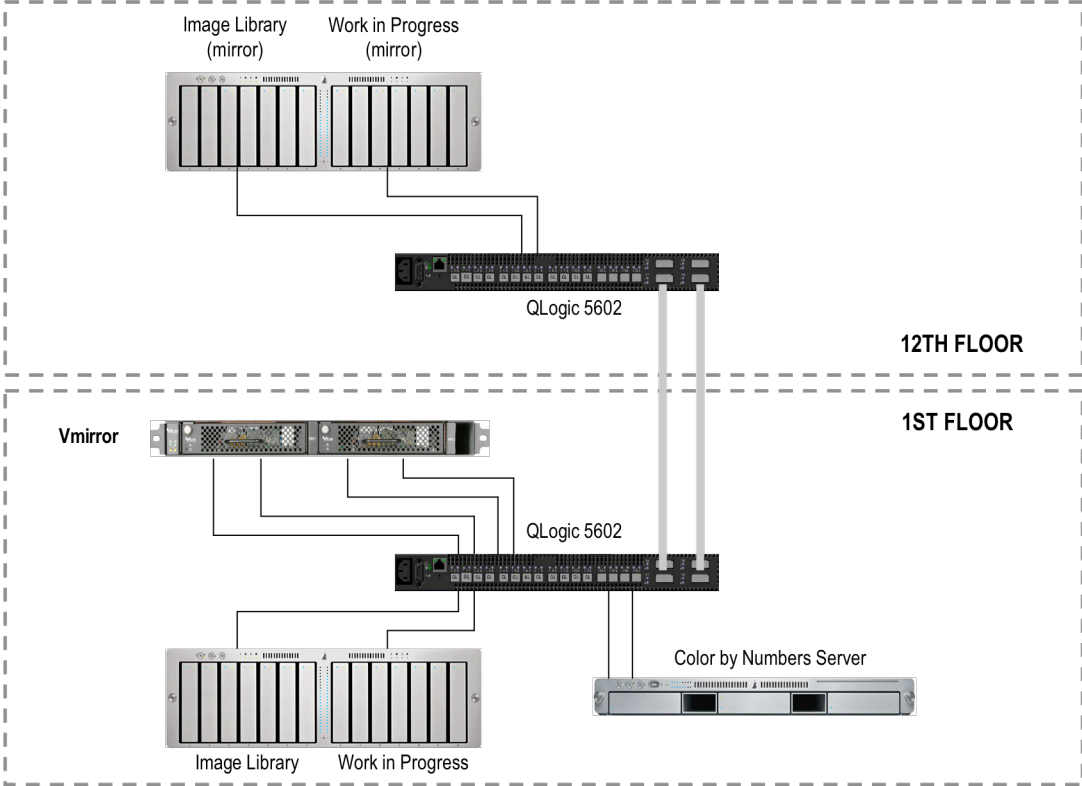 Image Library
(mirror)
Work in Progress
(mirror)
QLogic 5602
12TH FLOOR
1ST FLOOR
Vmirror
QLogic 5602
Color by Numbers Server
Image Library
Work in Progress